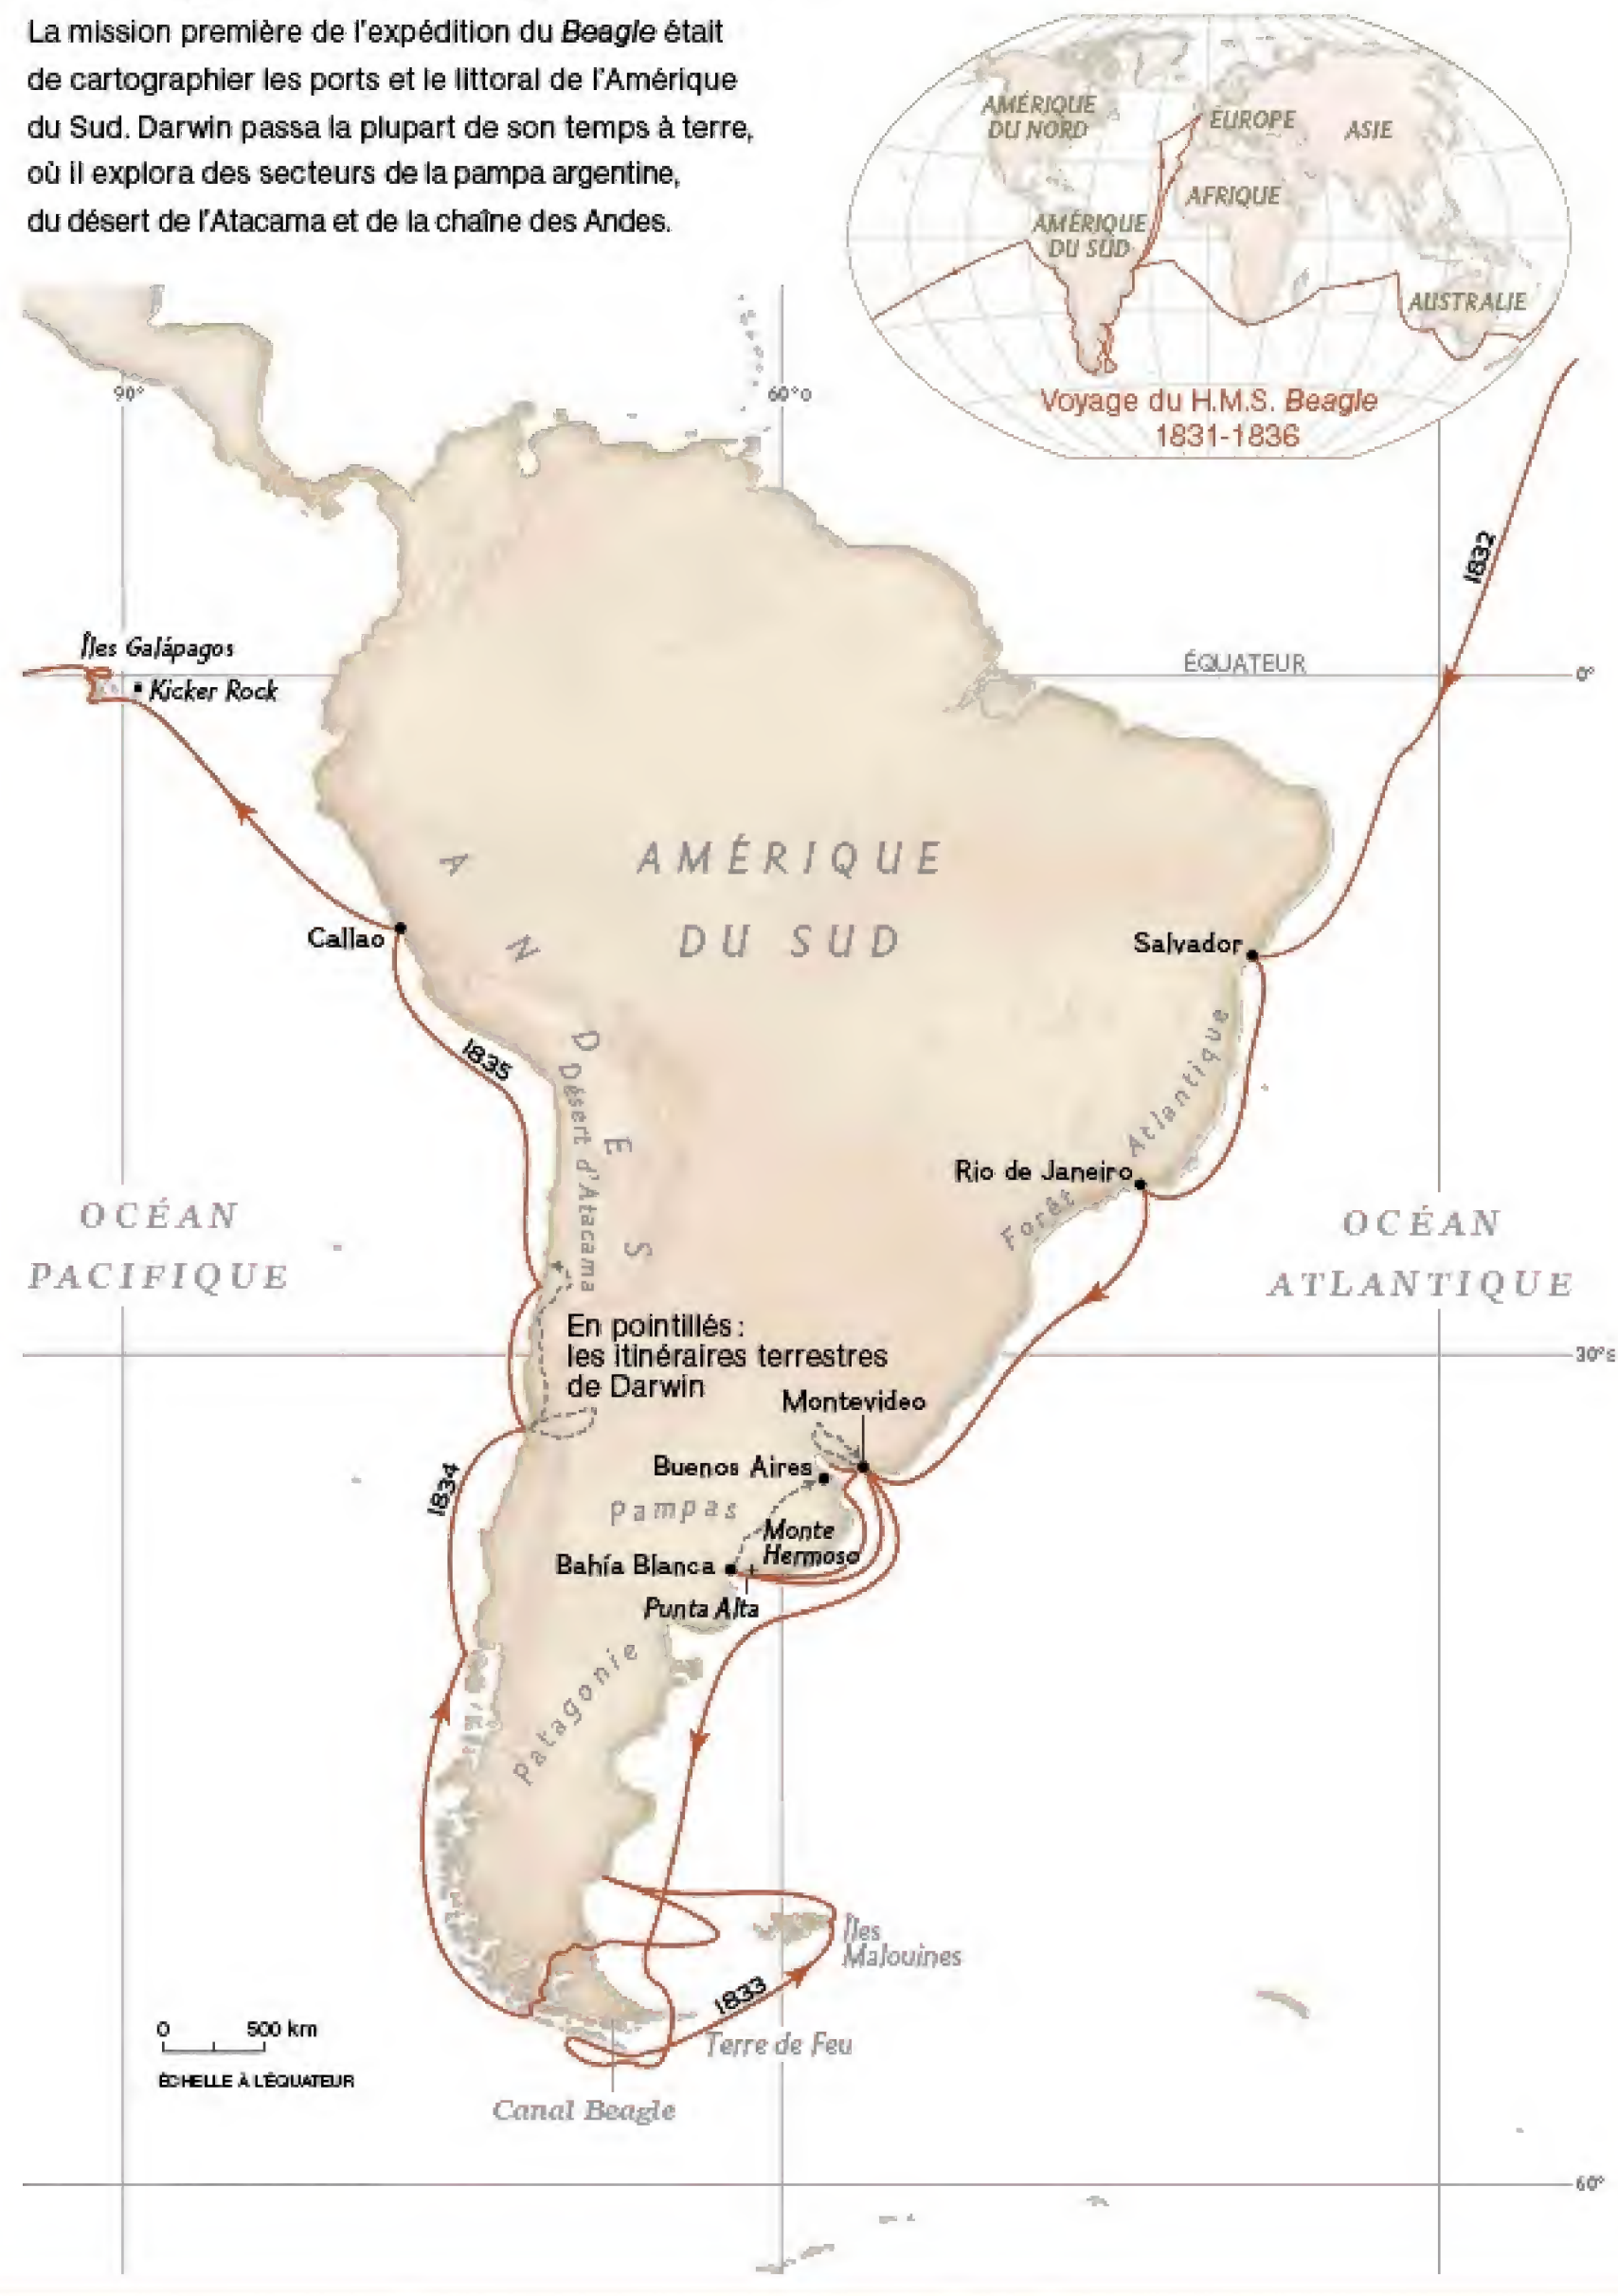 La mission première de l'expédition du Beagle était
de cartographier les ports et le littoral de l'Amérique
du Sud. Darwin passa la plupart de son temps à terre,
où il explora des secteurs de la pampa argentine,
du désert de l'Atacama et de la chaîne des Andes.
AMÉRIQUE
DU NORD
EUROPE
ASIE
AFRIQUE
AMÉRIQUE
DU SUD
AUSTRALIE
Voyage du H.M.S. Beagle
1831-1836
90°
60°O
1832
Îles Galápagos
Kicker Rock
ÉQUATEUR
0°
AMÉRIQUE
DU SUD
ANDES
Callao
Salvador
1835
Désert d'Atacama
Forêt Atlantique
Rio de Janeiro
OCÉAN
PACIFIQUE
OCÉAN
ATLANTIQUE
En pointillés :
les itinéraires terrestres
de Darwin
30°S
Montevideo
Buenos Aires
1834
Pampas
Monte
Hermoso
Bahía Blanca
Punta Alta
Patagonie
Îles
Malouines
1833
Terre de Feu
0 500 km
ÉCHELLE À L'ÉQUATEUR
Canal Beagle
60°